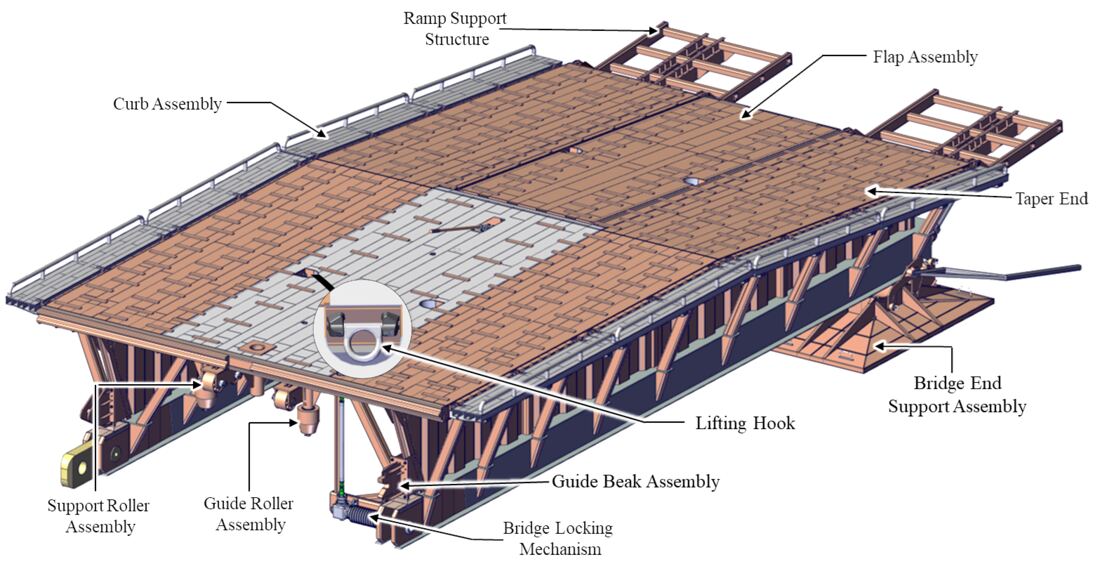 Ramp Support
Structure
Flap Assembly
Curb Assembly
Taper End
Bridge End
Support Assembly
Lifting Hook
Guide Beak Assembly
Support Roller
Assembly
Guide Roller
Assembly
Bridge Locking
Mechanism